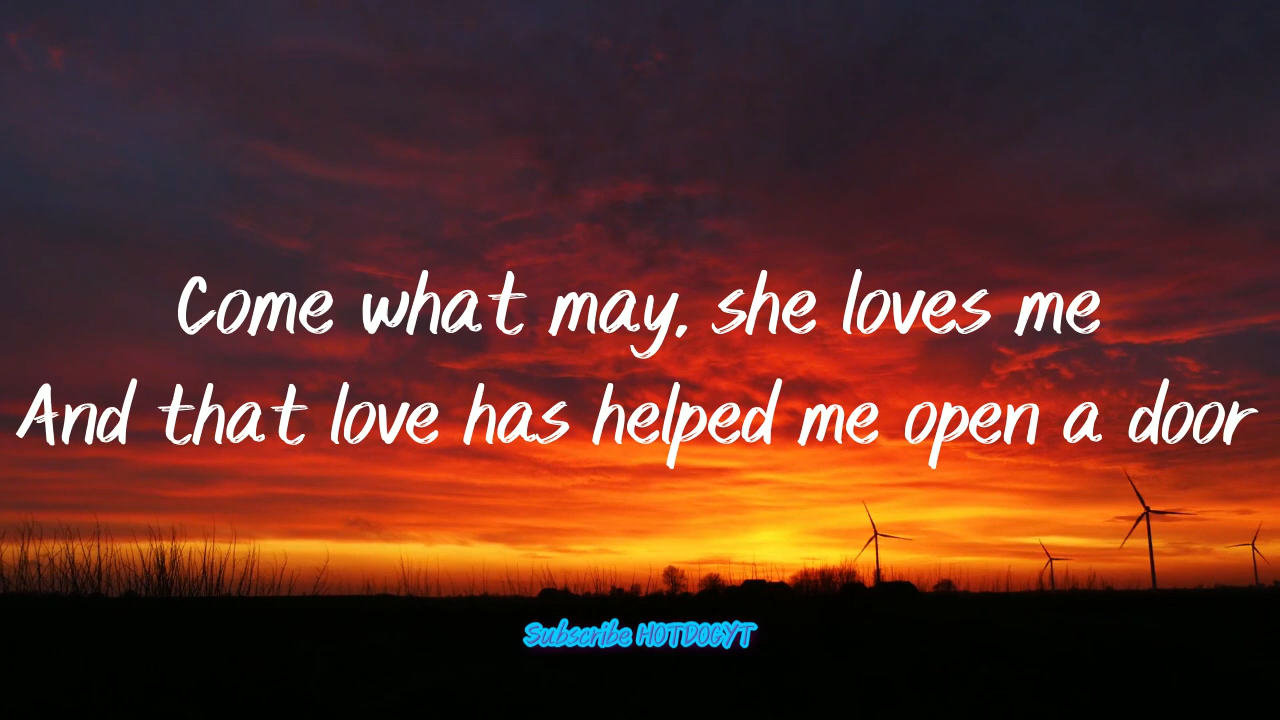 Come what may, she loves me
And that love has helped me open a door
Subscribe HOTDOGYT